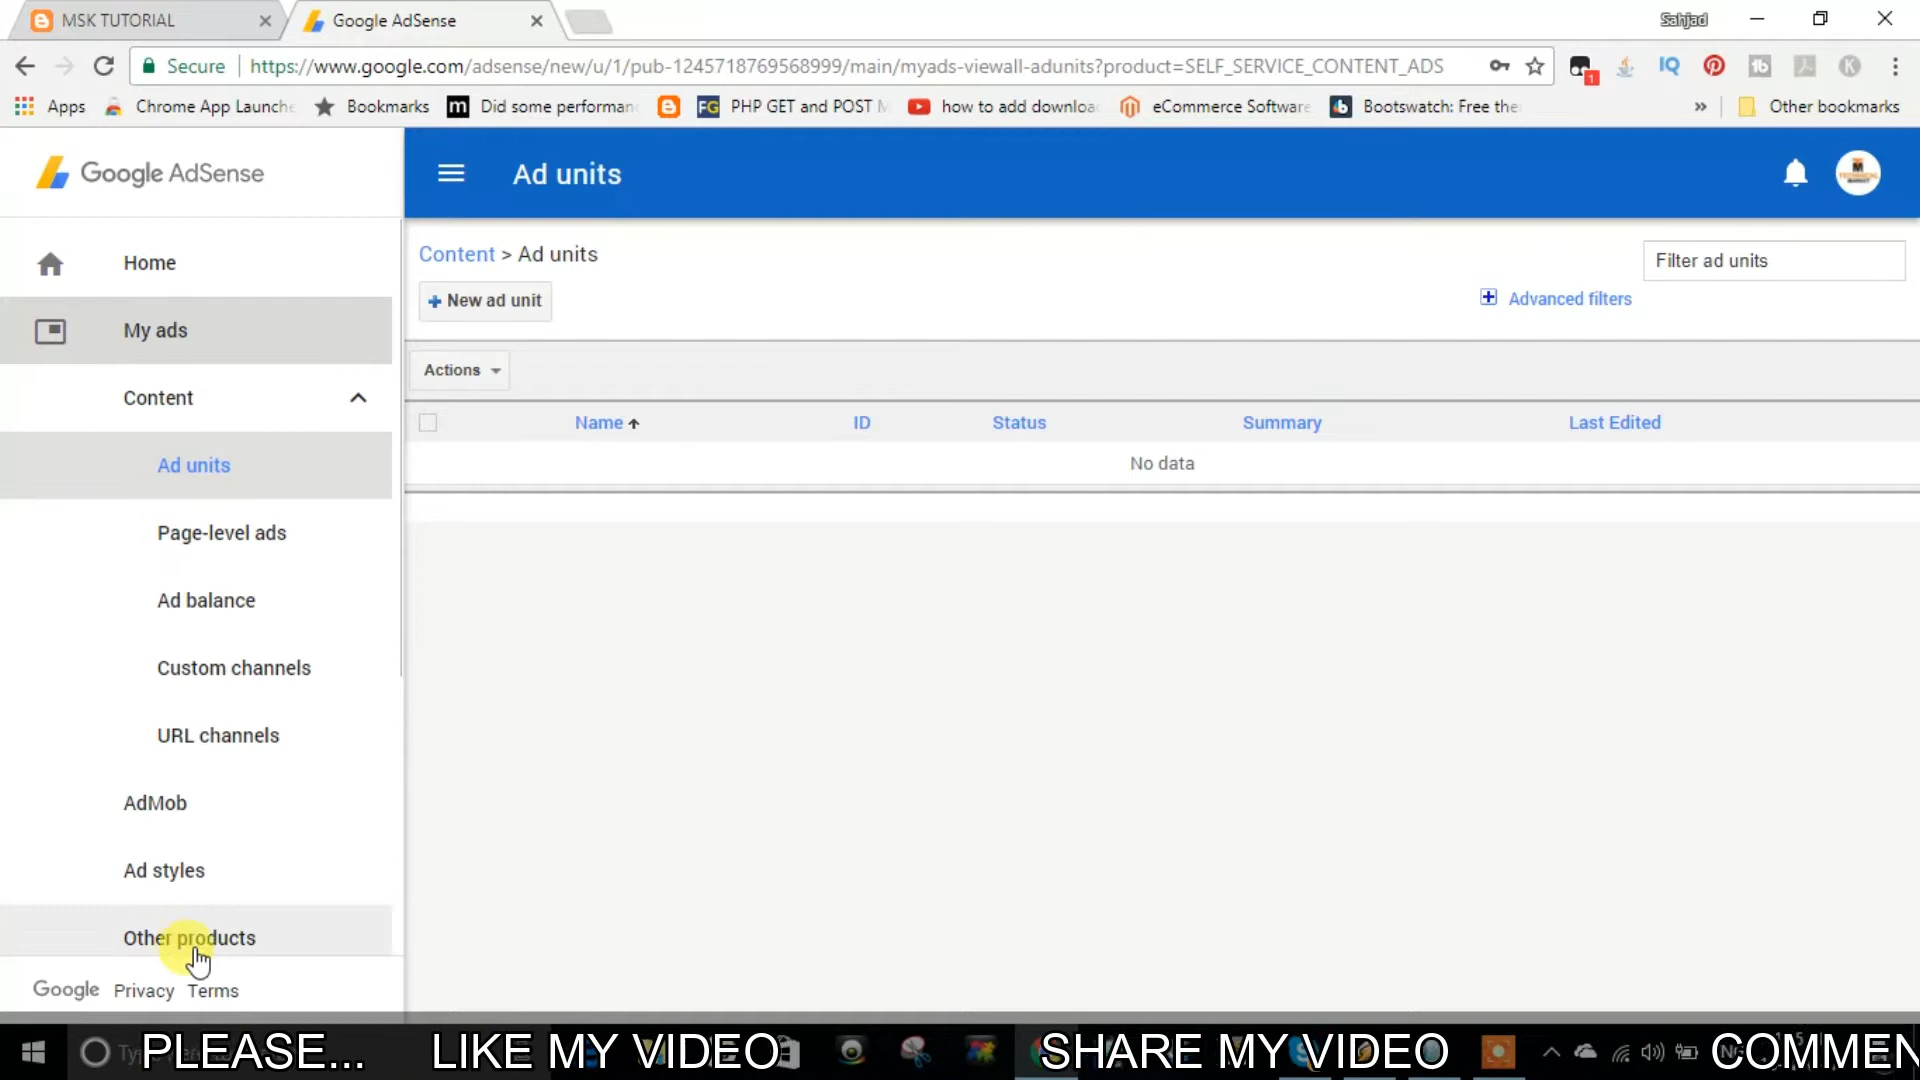 MSK TUTORIAL
Google AdSense
Sahjad
Secure
https://www.google.com/adsense/new/u/1/pub-1245718769568999/main/myads-viewall-adunits?product=SELF_SERVICE_CONTENT_ADS
1
Apps
Chrome App Launche
Bookmarks
Did some performan
PHP GET and POST M
how to add downloa
eCommerce Software
Bootswatch: Free the
»
Other bookmarks
Google AdSense
Ad units
Home
My ads
Content
Ad units
Page-level ads
Ad balance
Custom channels
URL channels
AdMob
Ad styles
Other products
Google Privacy Terms
Content > Ad units
Filter ad units
+ New ad unit
Advanced filters
Actions
Name ID Status Summary Last Edited
No data
PLEASE... LIKE MY VIDEO SHARE MY VIDEO COMMEN